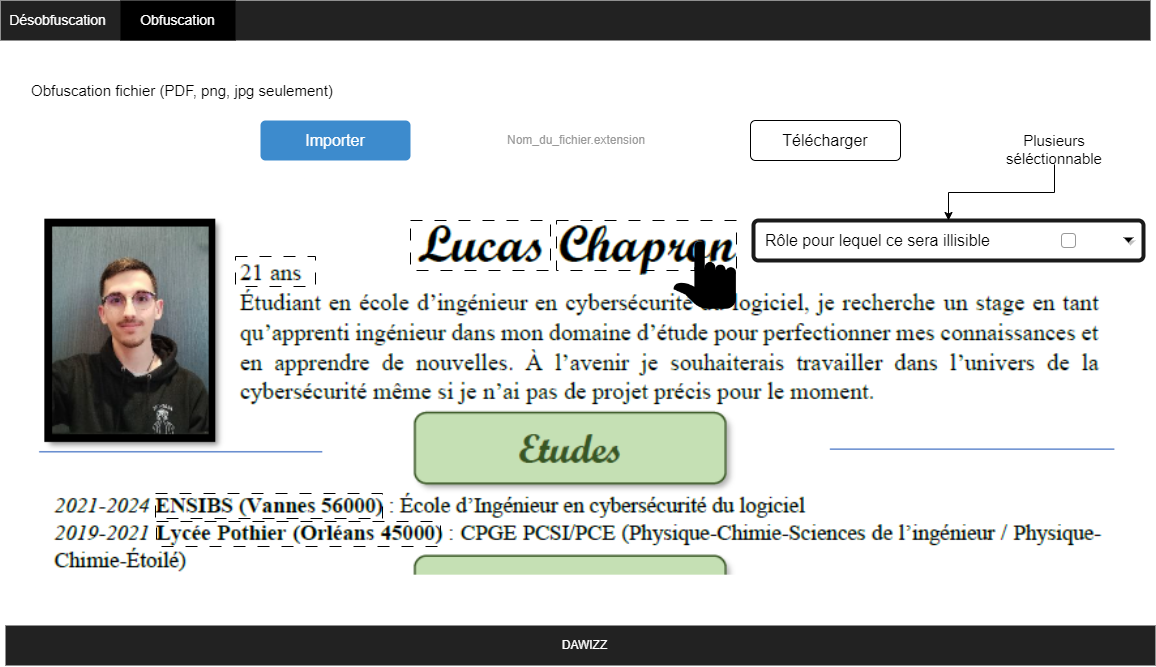 Désobfuscation Obfuscation
Obfuscation fichier (PDF, png, jpg seulement)
Importer
Nom_du_fichier.extension
Télécharger
Plusieurs
séléctionnable
Lucas Chapron
Rôle pour lequel ce sera illisible
21 ans
Étudiant en école d’ingénieur en cybersécurité du logiciel, je recherche un stage en tant
qu’apprenti ingénieur dans mon domaine d’étude pour perfectionner mes connaissances et
en apprendre de nouvelles. À l’avenir je souhaiterais travailler dans l’univers de la
cybersécurité même si je n’ai pas de projet précis pour le moment.
Etudes
2021-2024 ENSIBS (Vannes 56000) : École d’Ingénieur en cybersécurité du logiciel
2019-2021 Lycée Pothier (Orléans 45000) : CPGE PCSI/PCE (Physique-Chimie-Sciences de l’ingénieur / Physique-
Chimie-Étoilé)
DAWIZZ